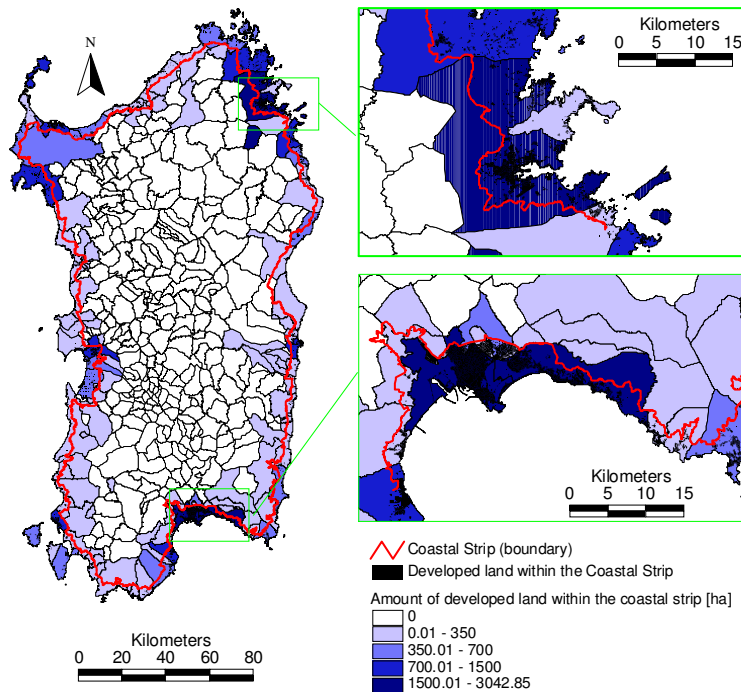 N
Kilometers
0 5 10 15
Kilometers
0 5 10 15
Coastal Strip (boundary)
Developed land within the Coastal Strip
Amount of developed land within the coastal strip [ha]
0
0.01 - 350
350.01 - 700
700.01 - 1500
1500.01 - 3042.85
Kilometers
0 20 40 60 80